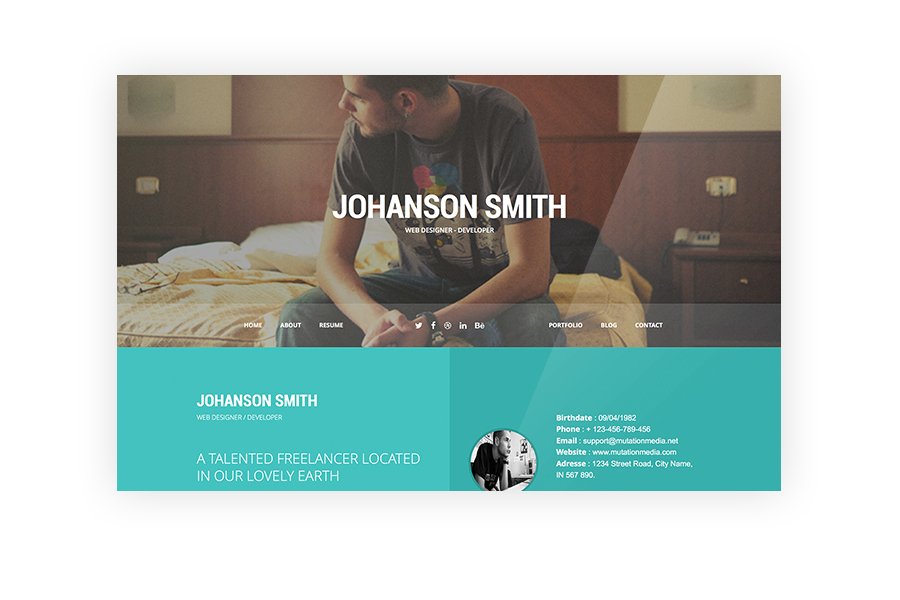 JOHANSON SMITH
WEB DESIGNER - DEVELOPER
HOME ABOUT RESUME PORTFOLIO BLOG CONTACT
JOHANSON SMITH
WEB DESIGNER / DEVELOPER
A TALENTED FREELANCER LOCATED
IN OUR LOVELY EARTH
Birthdate : 09/04/1982
Phone : + 123-456-789-456
Email : support@mutationmedia.net
Website : www.mutationmedia.com
Adresse : 1234 Street Road, City Name,
IN 567 890.